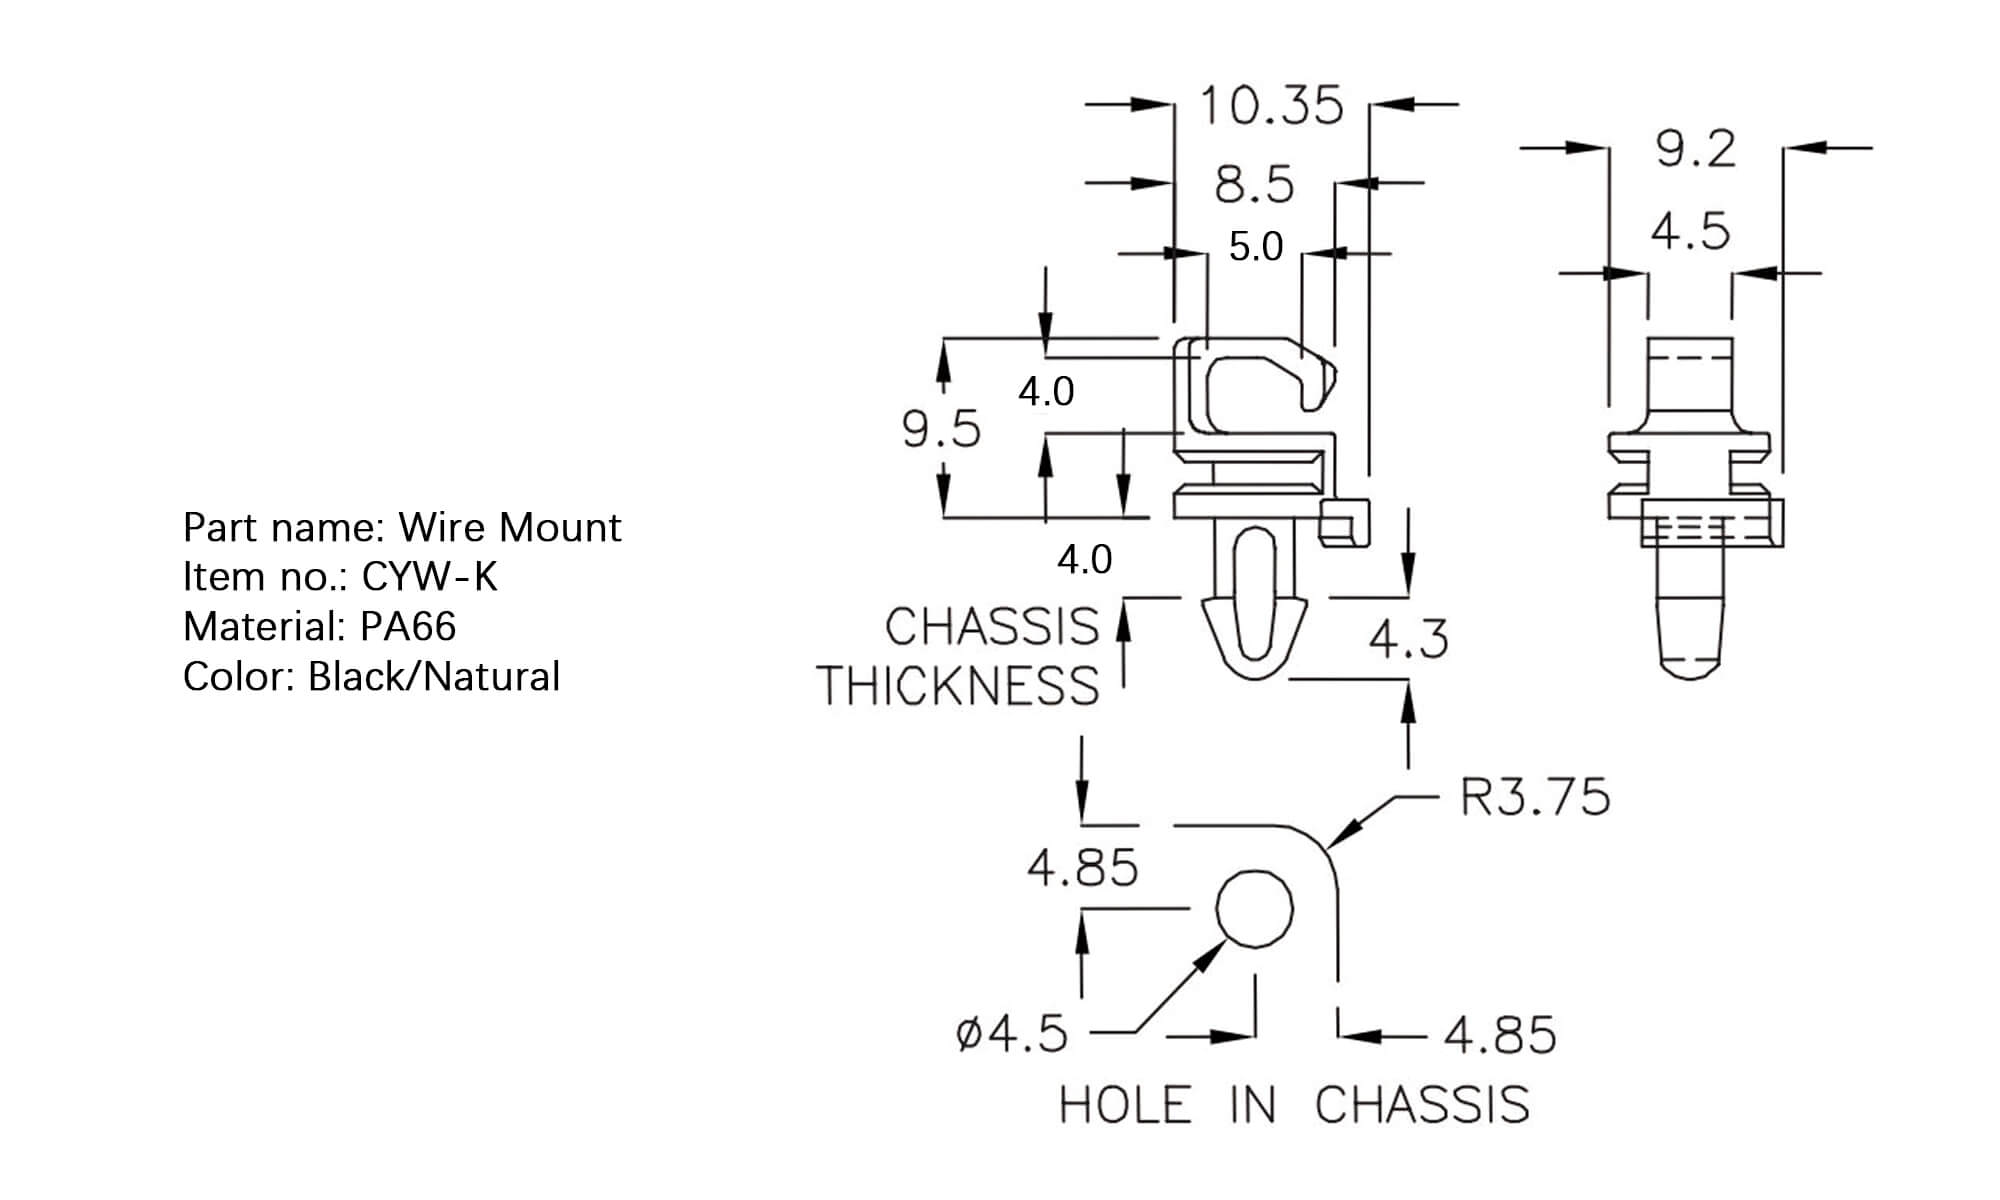 10.35
8.5
5.0
9.2
4.5
4.0
9.5
Part name: Wire Mount
Item no.: CYW-K
Material: PA66
Color: Black/Natural
4.0
CHASSIS
THICKNESS
4.3
R3.75
4.85
ø4.5
4.85
HOLE IN CHASSIS